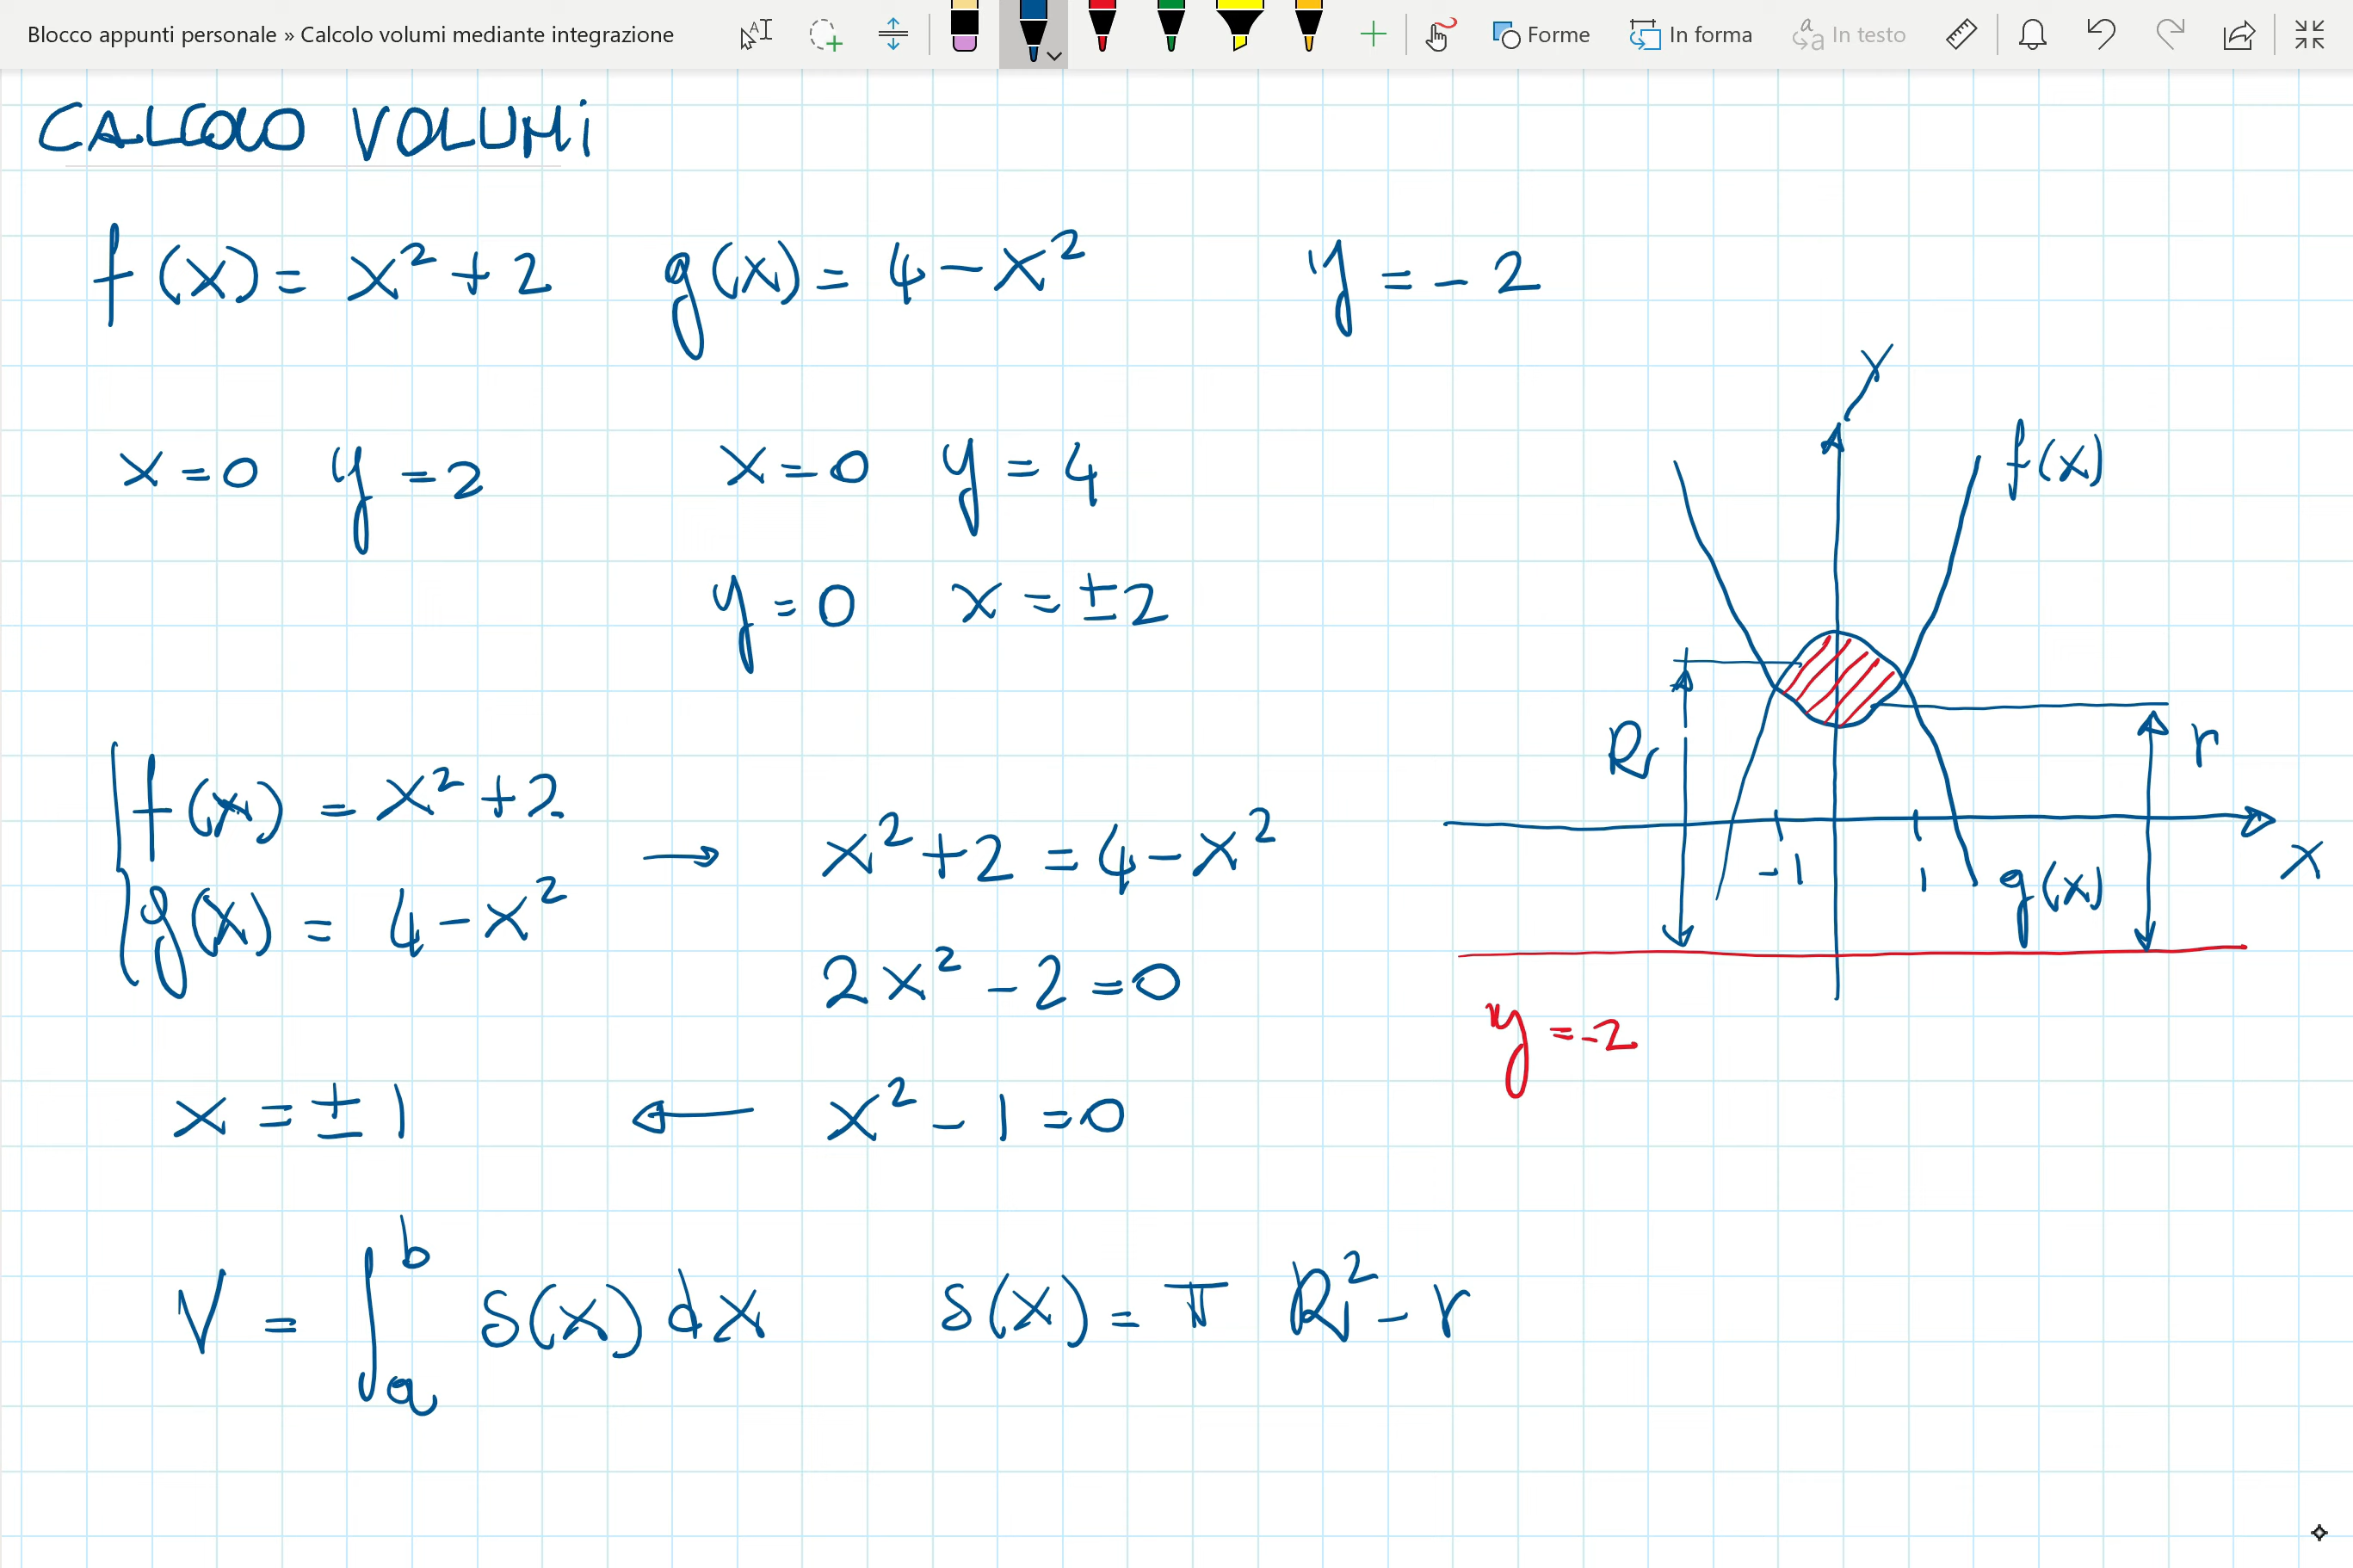 Blocco appunti personale » Calcolo volumi mediante integrazione
Forme In forma In testo
CALCOLO VOLUMI
f(x) = x² + 2 g(x) = 4 - x² y = -2
x = 0 y = 2 x = 0 y = 4
y = 0 x = ±2
f(x) = x² + 2
g(x) = 4 - x²
→ x² + 2 = 4 - x²
2x² - 2 = 0
x = ±1 ← x² - 1 = 0
V = ∫ₐᵇ S(x) dx S(x) = π R² - r
y
f(x)
R
r
-1 1
g(x)
x
y = -2